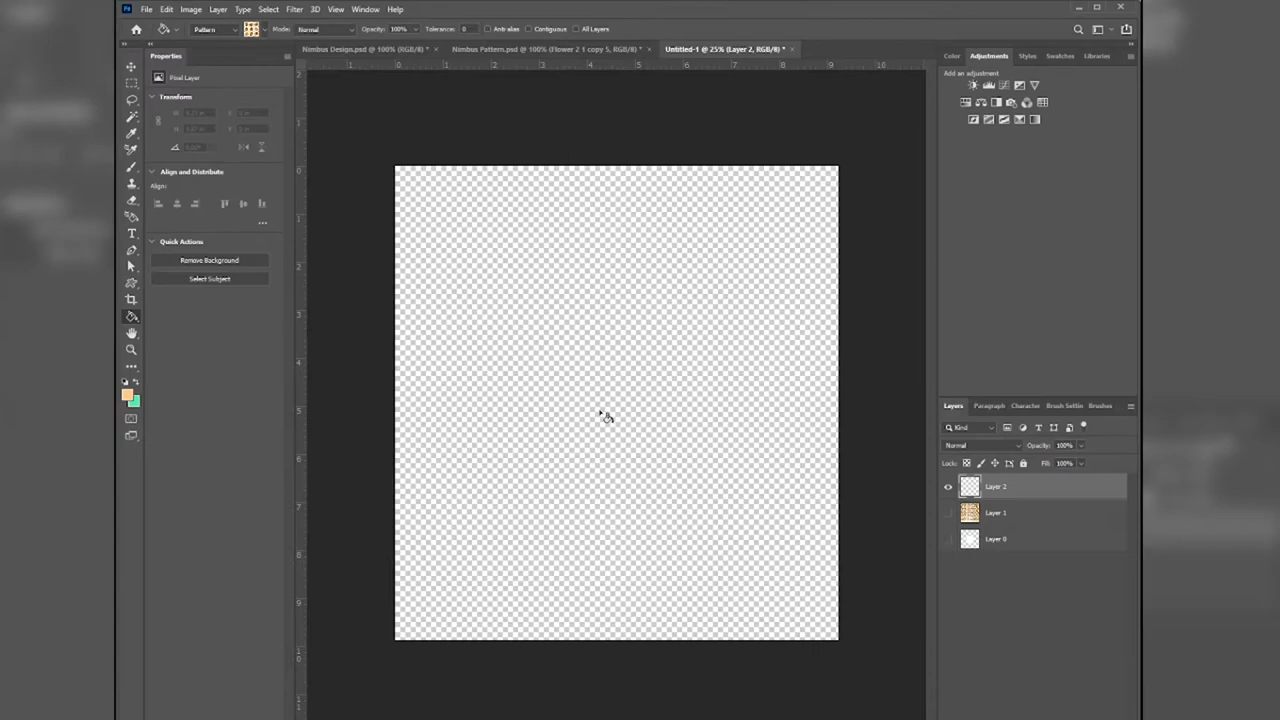 Ps File Edit Image Layer Type Select Filter 3D View Window Help
Pattern Mode: Normal Opacity: 100% Tolerance: 0 Anti-alias Contiguous All Layers
Nimbus Design.psd @ 100% (RGB/8) * × Nimbus Pattern.psd @ 100% (Flower 2 1 copy 5, RGB/8) * × Untitled-1 @ 25% (Layer 2, RGB/8) * ×
Properties
Color Adjustments Styles Swatches Libraries
Pixel Layer
Add an adjustment
Transform
Align and Distribute
Align:
Quick Actions
Remove Background
Select Subject
Layers Paragraph Character Brush Settin Brushes
Kind
Normal Opacity: 100%
Lock: Fill: 100%
Layer 2
Layer 1
Layer 0